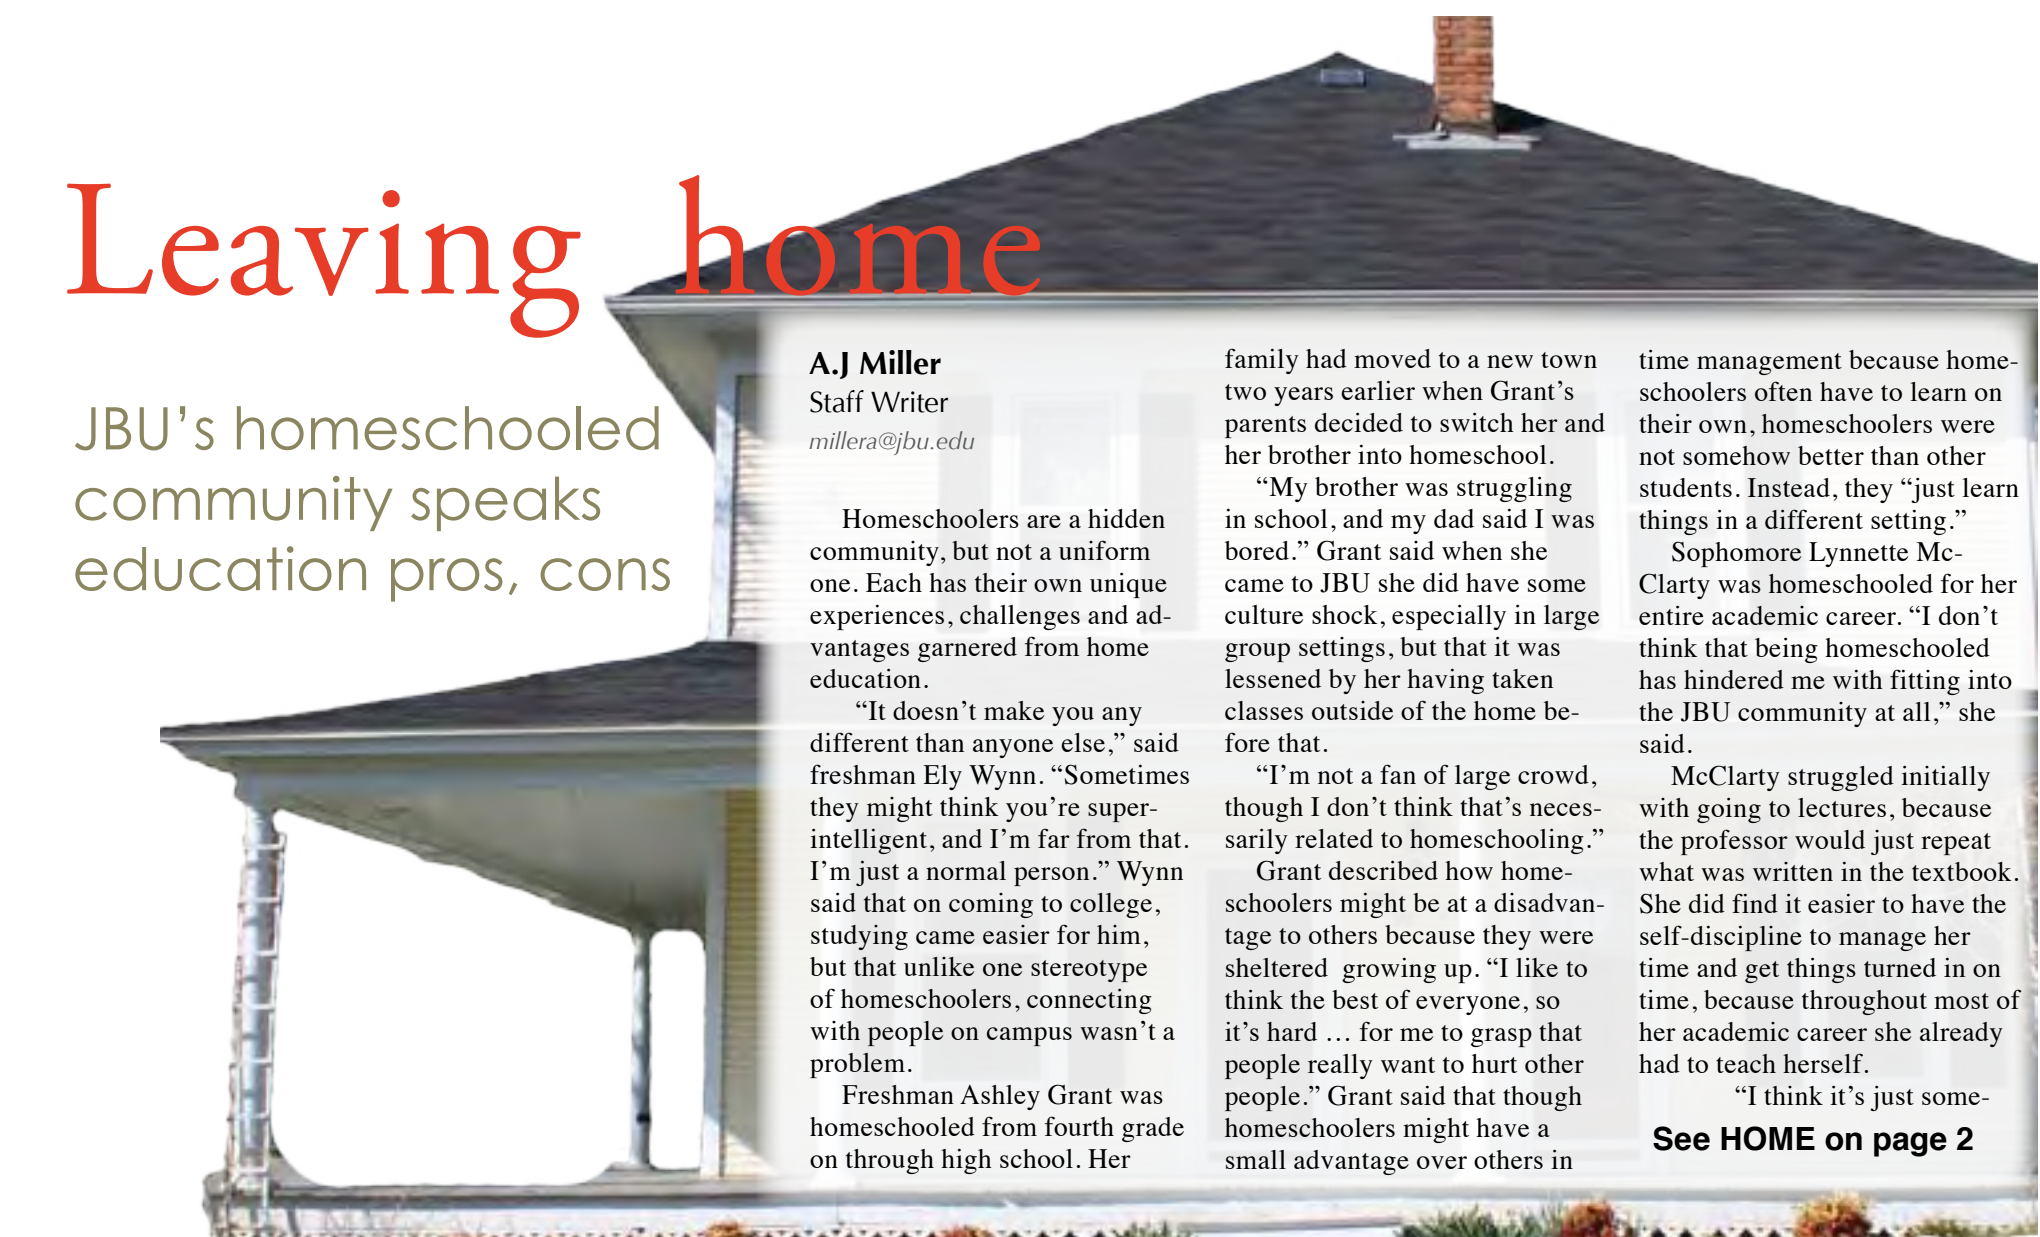 Leaving home
JBU's homeschooled
community speaks
education pros, cons
A.J Miller
Staff Writer
millera@jbu.edu
Homeschoolers are a hidden
community, but not a uniform
one. Each has their own unique
experiences, challenges and ad-
vantages garnered from home
education.
“It doesn’t make you any
different than anyone else,” said
freshman Ely Wynn. “Sometimes
they might think you’re super-
intelligent, and I’m far from that.
I’m just a normal person.” Wynn
said that on coming to college,
studying came easier for him,
but that unlike one stereotype
of homeschoolers, connecting
with people on campus wasn’t a
problem.
Freshman Ashley Grant was
homeschooled from fourth grade
on through high school. Her
family had moved to a new town
two years earlier when Grant’s
parents decided to switch her and
her brother into homeschool.
“My brother was struggling
in school, and my dad said I was
bored.” Grant said when she
came to JBU she did have some
culture shock, especially in large
group settings, but that it was
lessened by her having taken
classes outside of the home be-
fore that.
“I’m not a fan of large crowd,
though I don’t think that’s neces-
sarily related to homeschooling.”
Grant described how home-
schoolers might be at a disadvan-
tage to others because they were
sheltered growing up. “I like to
think the best of everyone, so
it’s hard … for me to grasp that
people really want to hurt other
people.” Grant said that though
homeschoolers might have a
small advantage over others in
time management because home-
schoolers often have to learn on
their own, homeschoolers were
not somehow better than other
students. Instead, they “just learn
things in a different setting.”
Sophomore Lynnette Mc-
Clarty was homeschooled for her
entire academic career. “I don’t
think that being homeschooled
has hindered me with fitting into
the JBU community at all,” she
said.
McClarty struggled initially
with going to lectures, because
the professor would just repeat
what was written in the textbook.
She did find it easier to have the
self-discipline to manage her
time and get things turned in on
time, because throughout most of
her academic career she already
had to teach herself.
“I think it’s just some-
See HOME on page 2